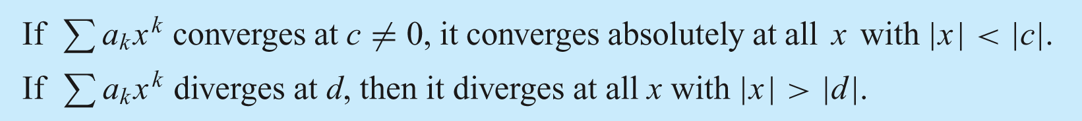 If ∑ aₖxᵏ converges at c ≠ 0, it converges absolutely at all x with |x| < |c|.
If ∑ aₖxᵏ diverges at d, then it diverges at all x with |x| > |d|.